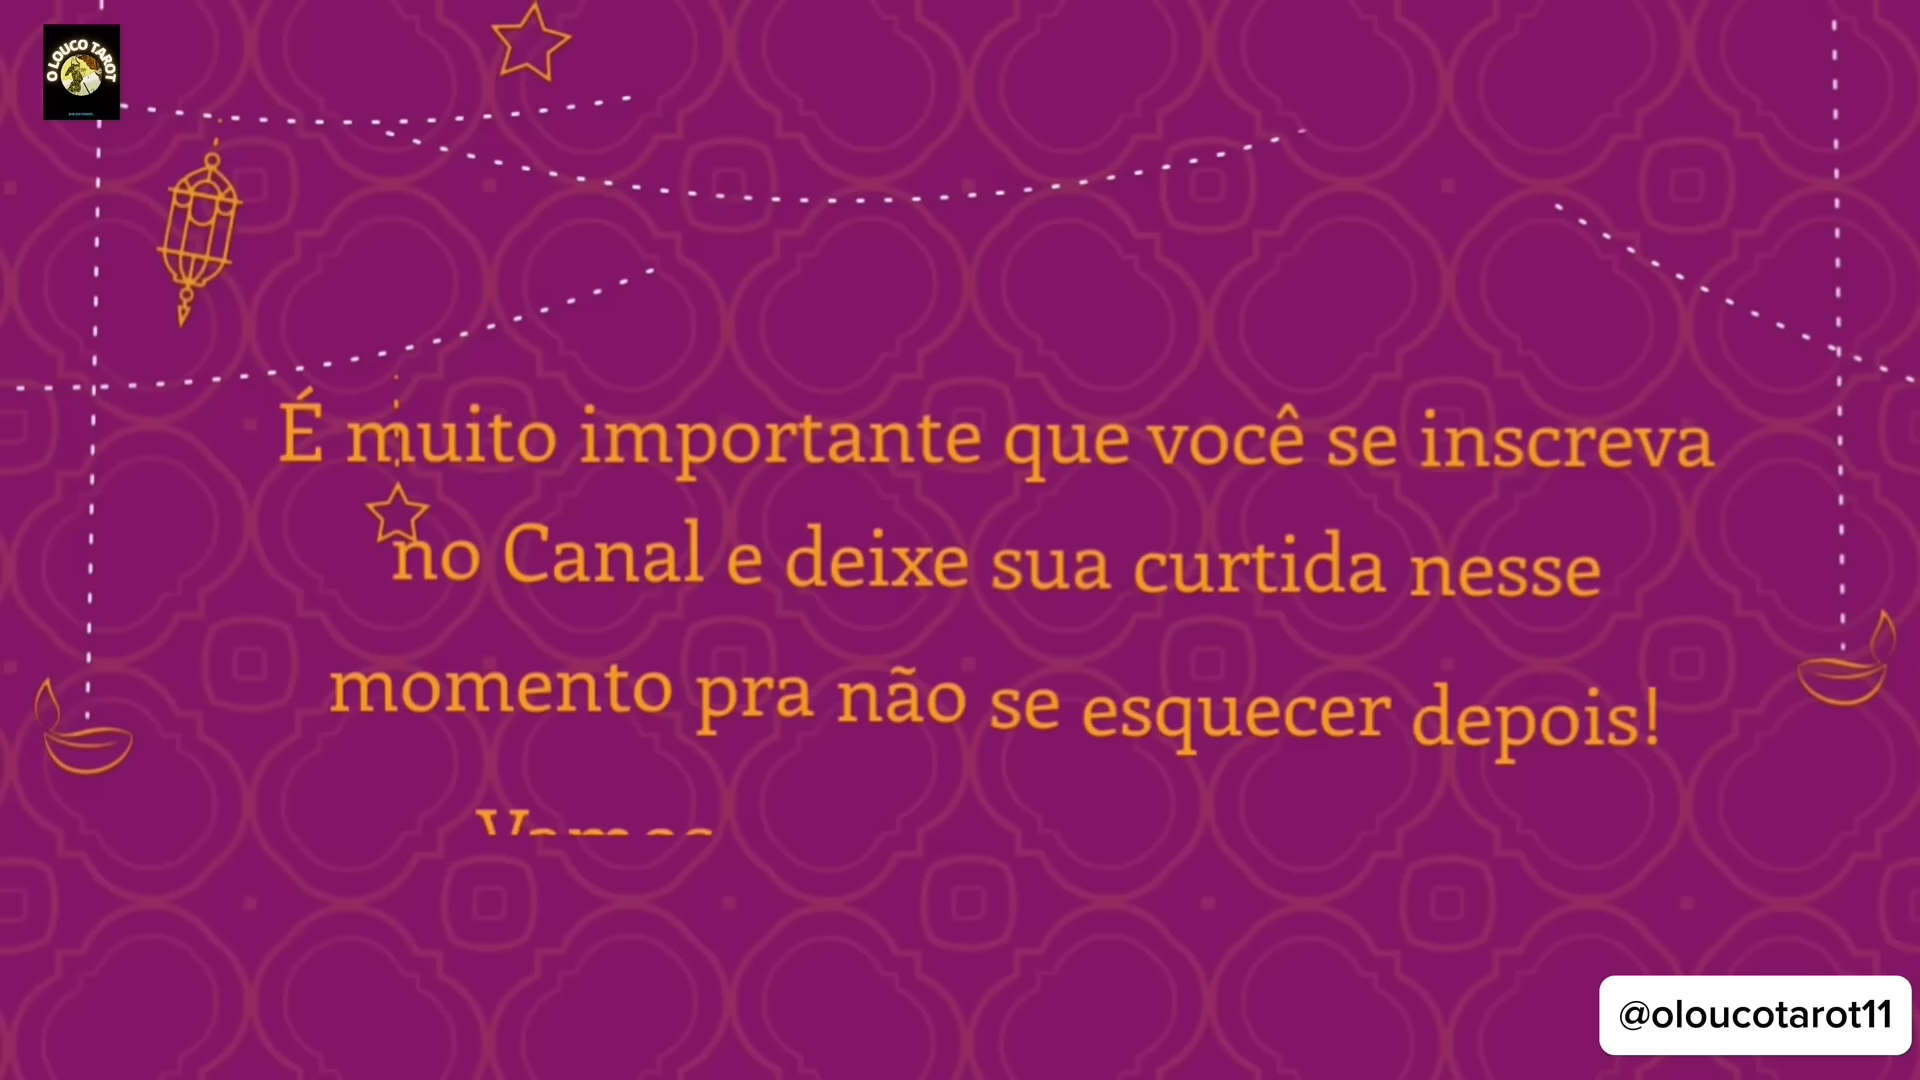 O LOUCO TAROT
É muito importante que você se inscreva
no Canal e deixe sua curtida nesse
momento pra não se esquecer depois!
Vamos
@oloucotarot11